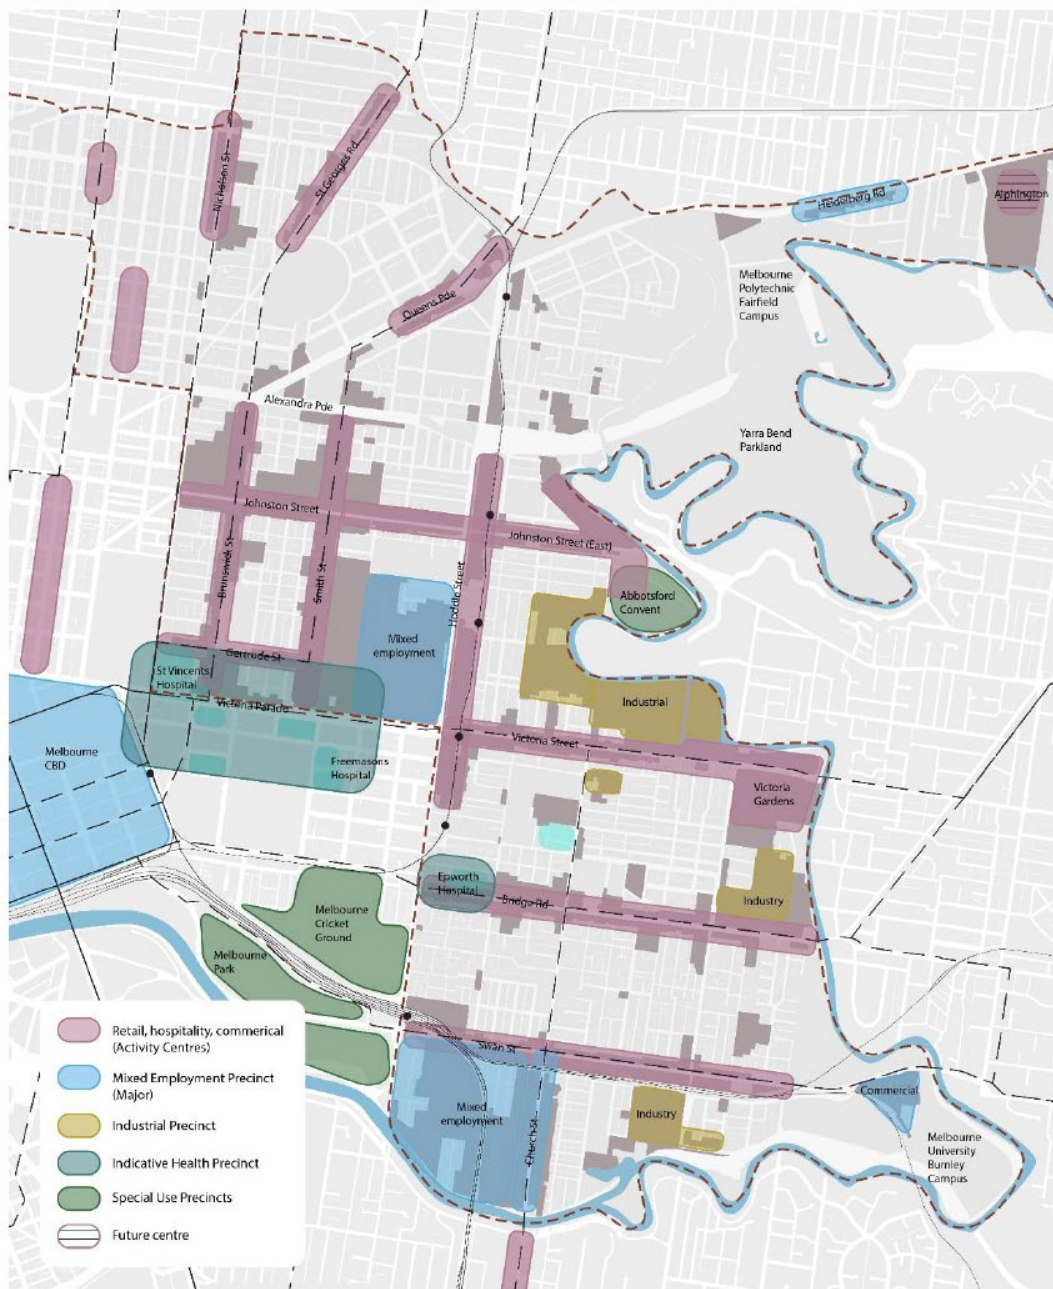 Nicholson St
St Georges Rd
Heidelberg Rd
Alphington
Queens Pde
Melbourne
Polytechnic
Fairfield
Campus
Alexandra Pde
Yarra Bend
Parkland
Johnston Street
Johnston Street (East)
Brunswick St
Smith St
Hoddle Street
Abbotsford
Convent
Mixed
employment
Gertrude St
St Vincents
Hospital
Victoria Parade
Industrial
Victoria Street
Melbourne
CBD
Freemasons
Hospital
Victoria
Gardens
Epworth
Hospital
Bridge Rd
Industry
Melbourne
Cricket
Ground
Melbourne
Park
Swan St
Mixed
employment
Church St
Industry
Commercial
Melbourne
University
Burnley
Campus
Retail, hospitality, commerical
(Activity Centres)
Mixed Employment Precinct
(Major)
Industrial Precinct
Indicative Health Precinct
Special Use Precincts
Future centre